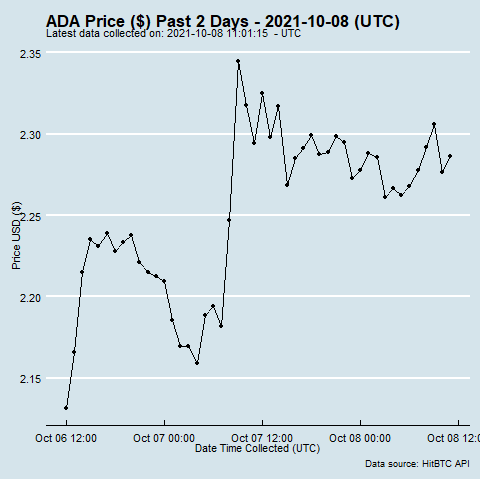 ADA Price ($) Past 2 Days - 2021-10-08 (UTC)
Latest data collected on: 2021-10-08 11:01:15 - UTC
2.35
2.30
2.25
2.20
2.15
Price USD ($)
Oct 06 12:00
Oct 07 00:00
Oct 07 12:00
Oct 08 00:00
Oct 08 12:
Date Time Collected (UTC)
Data source: HitBTC API